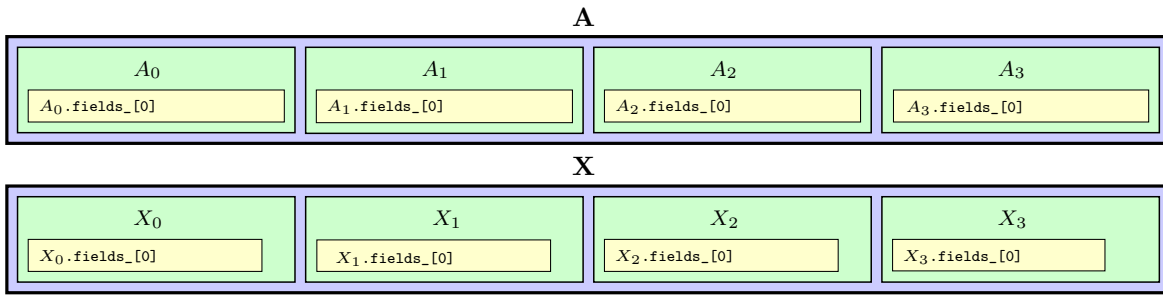 A
A₀ A₁ A₂ A₃
A₀.fields_[0] A₁.fields_[0] A₂.fields_[0] A₃.fields_[0]
X
X₀ X₁ X₂ X₃
X₀.fields_[0] X₁.fields_[0] X₂.fields_[0] X₃.fields_[0]